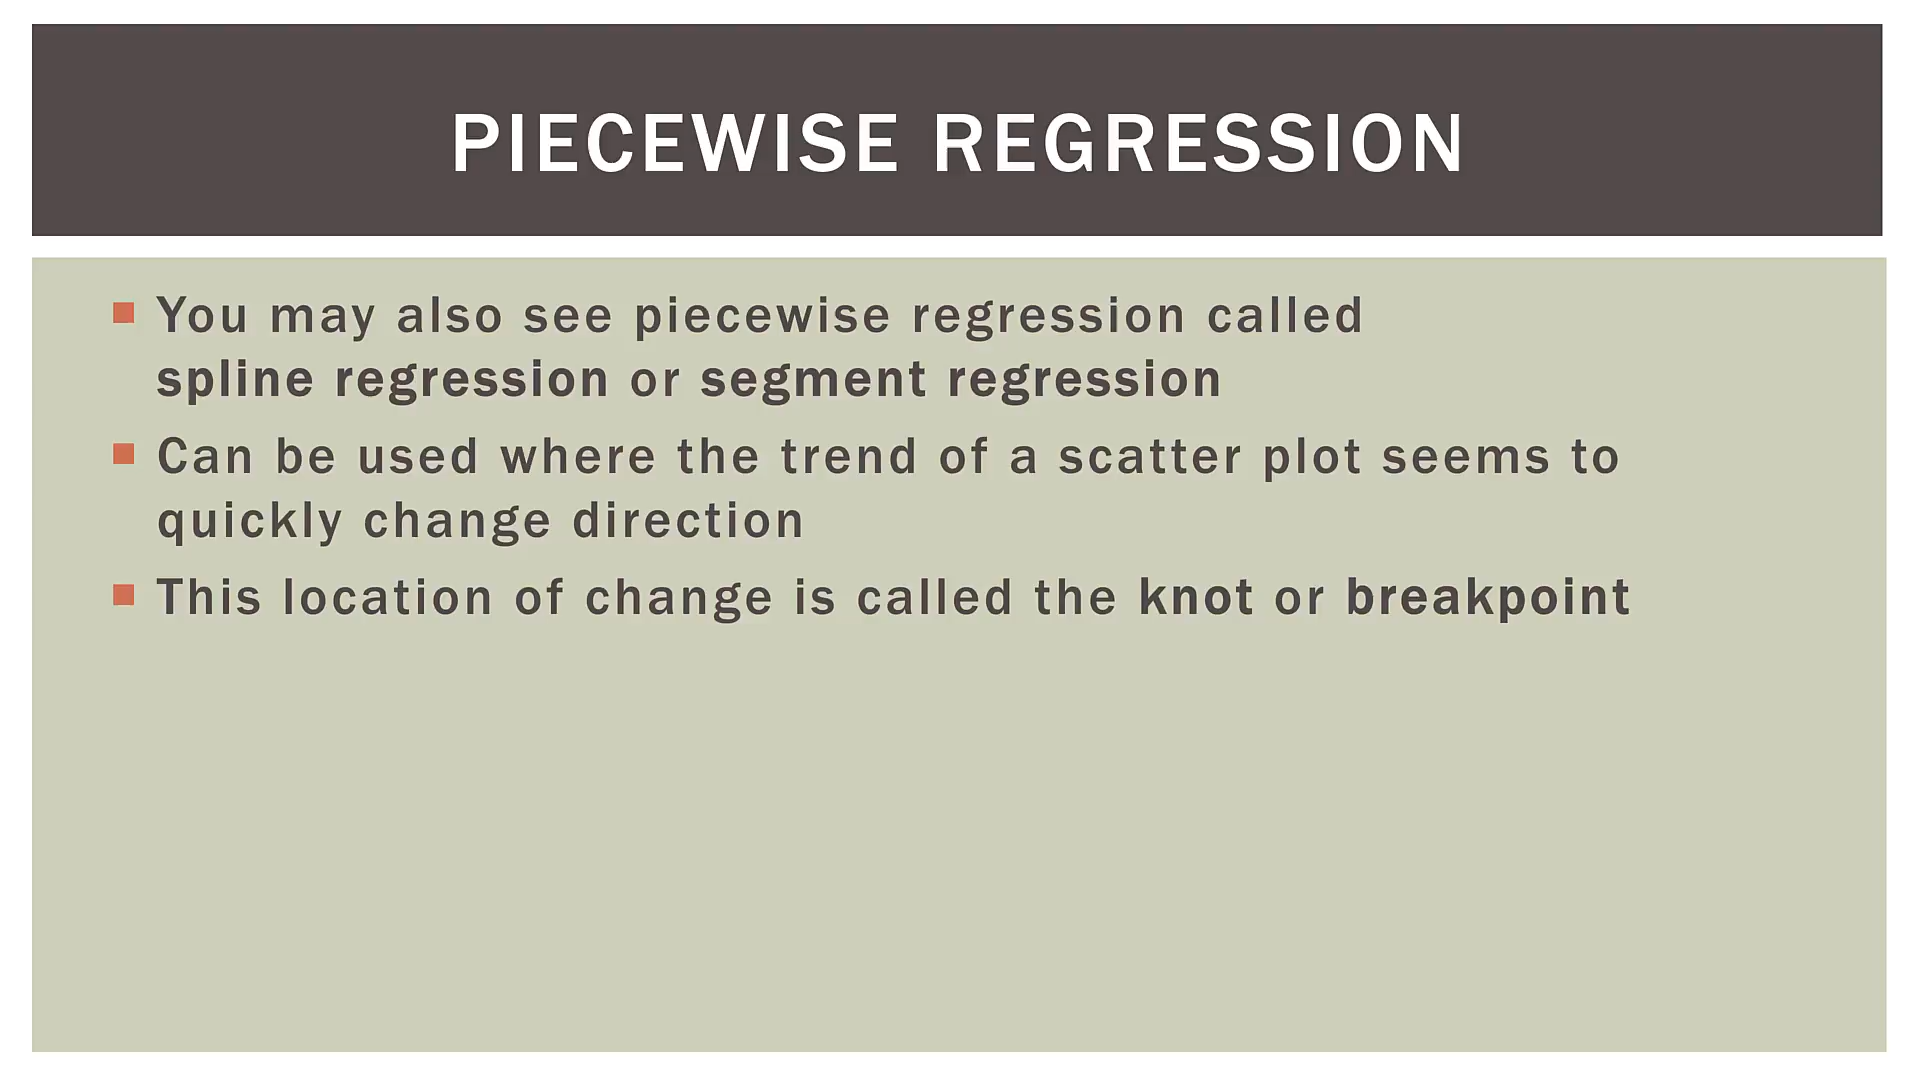 PIECEWISE REGRESSION
You may also see piecewise regression called
spline regression or segment regression
Can be used where the trend of a scatter plot seems to
quickly change direction
This location of change is called the knot or breakpoint